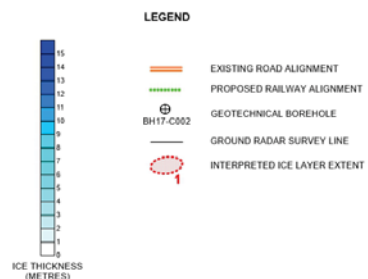 LEGEND
15
14
13
12
11
10
9
8
7
6
5
4
3
2
1
0
ICE THICKNESS
(METRES)
EXISTING ROAD ALIGNMENT
PROPOSED RAILWAY ALIGNMENT
BH17-C002
GEOTECHNICAL BOREHOLE
GROUND RADAR SURVEY LINE
1
INTERPRETED ICE LAYER EXTENT